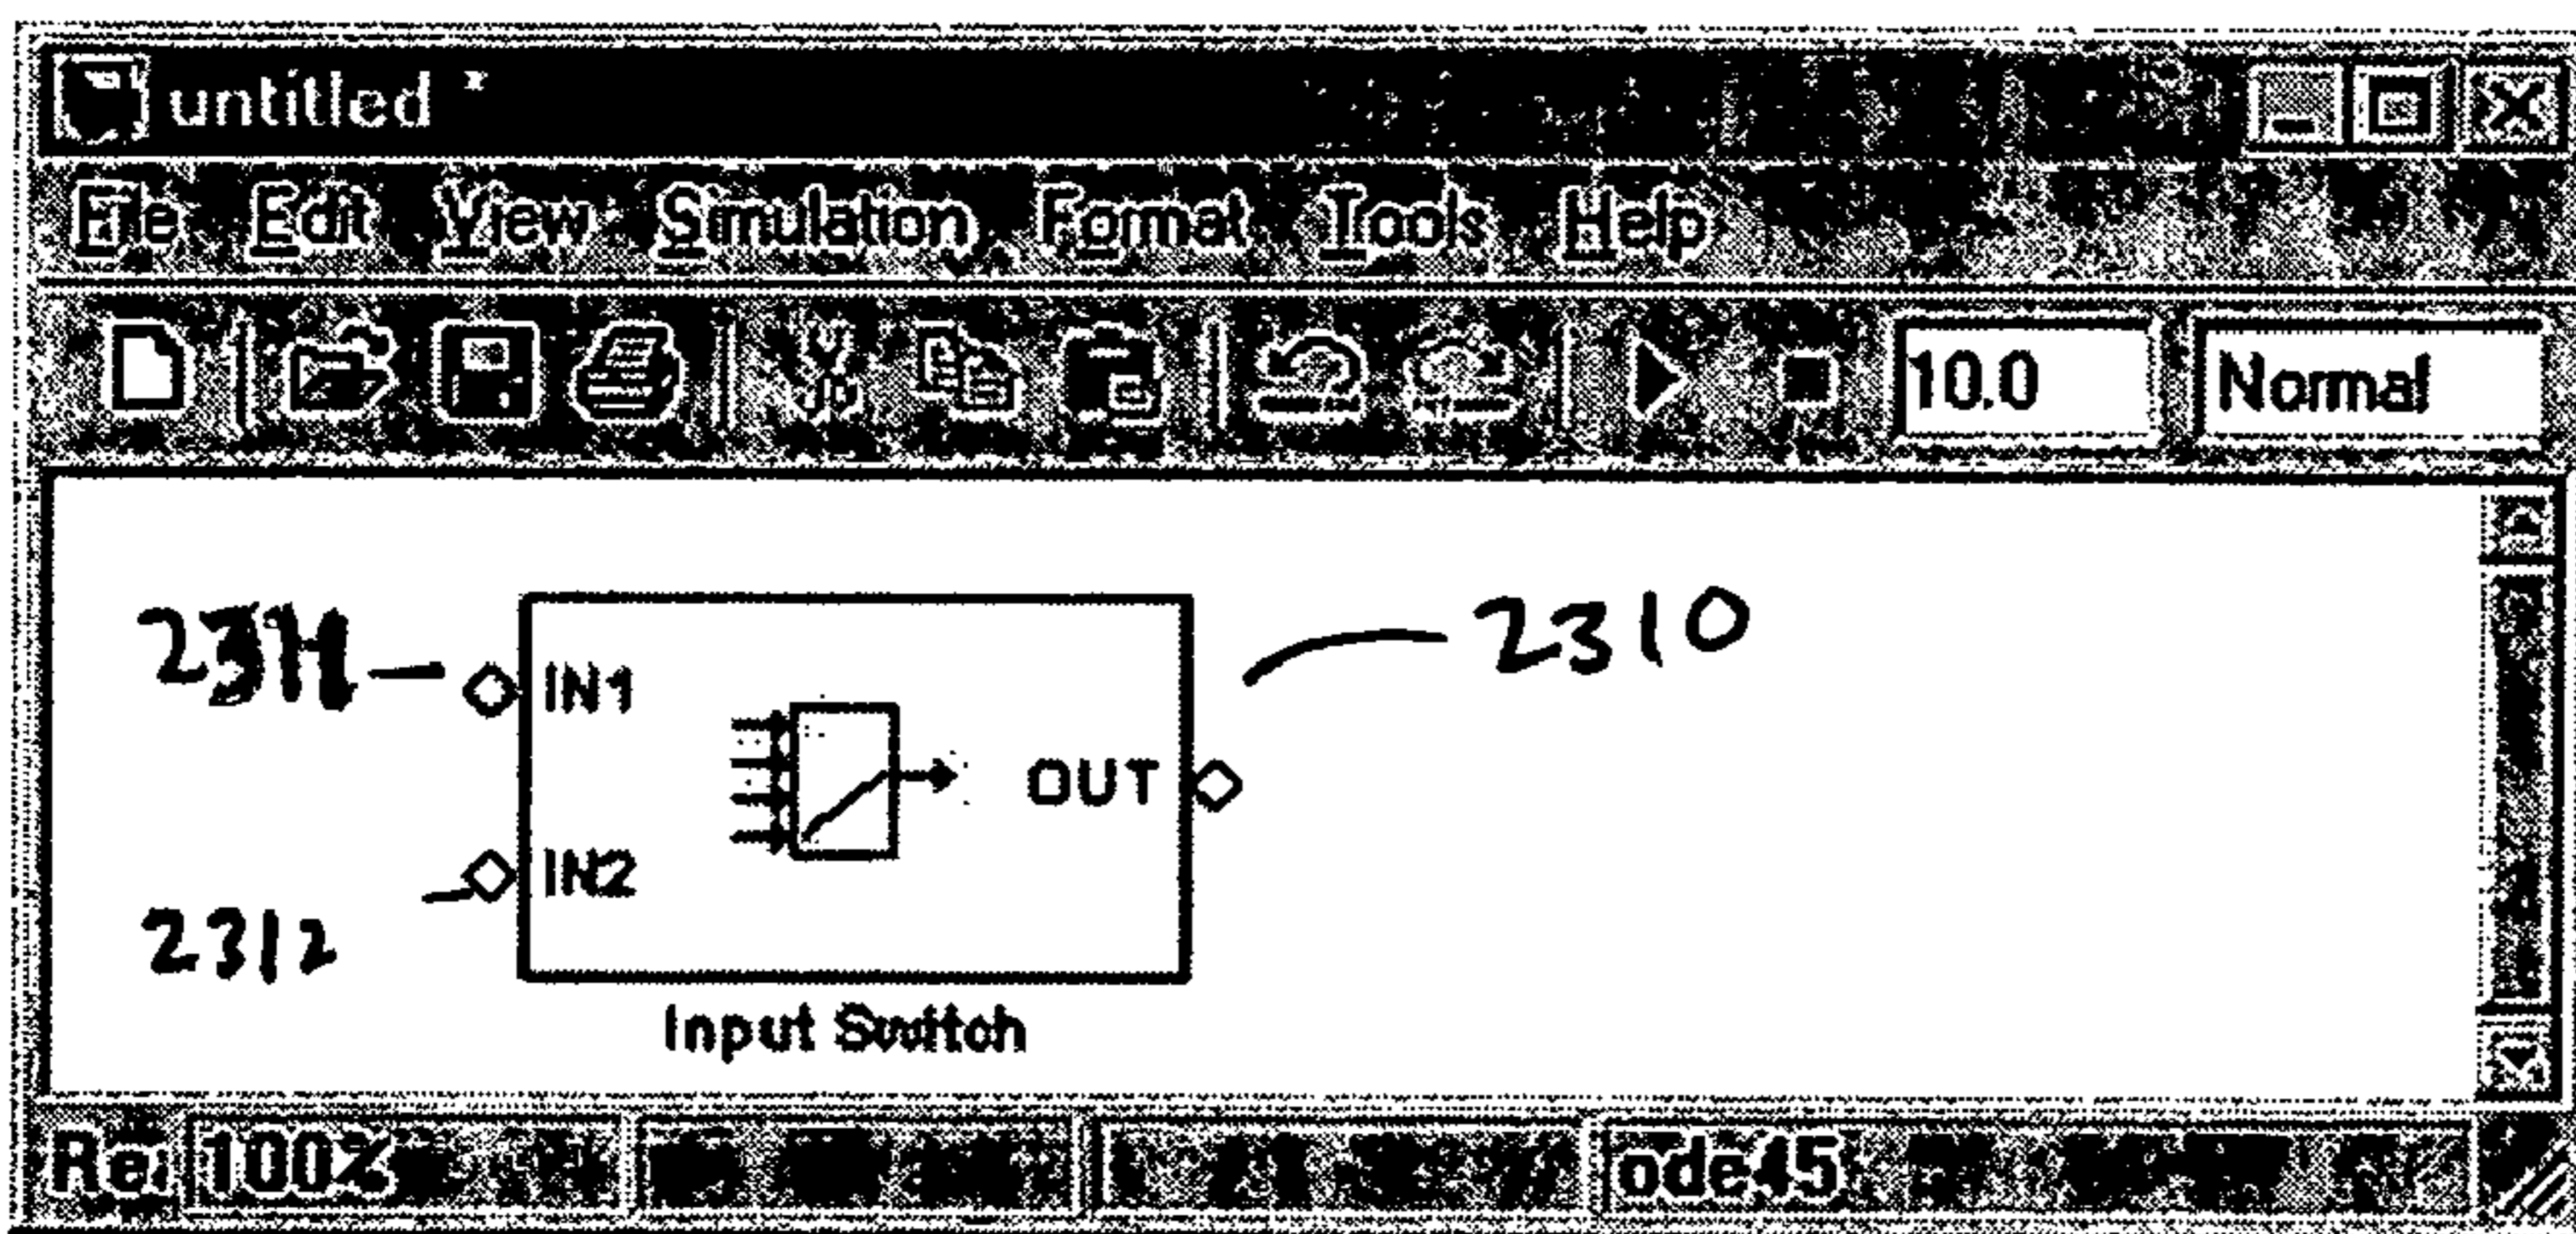 untitled *
File Edit View Simulation Format Tools Help
10.0 Normal
2310
IN1
OUT
IN2
2312
Input Switch
100% ode45